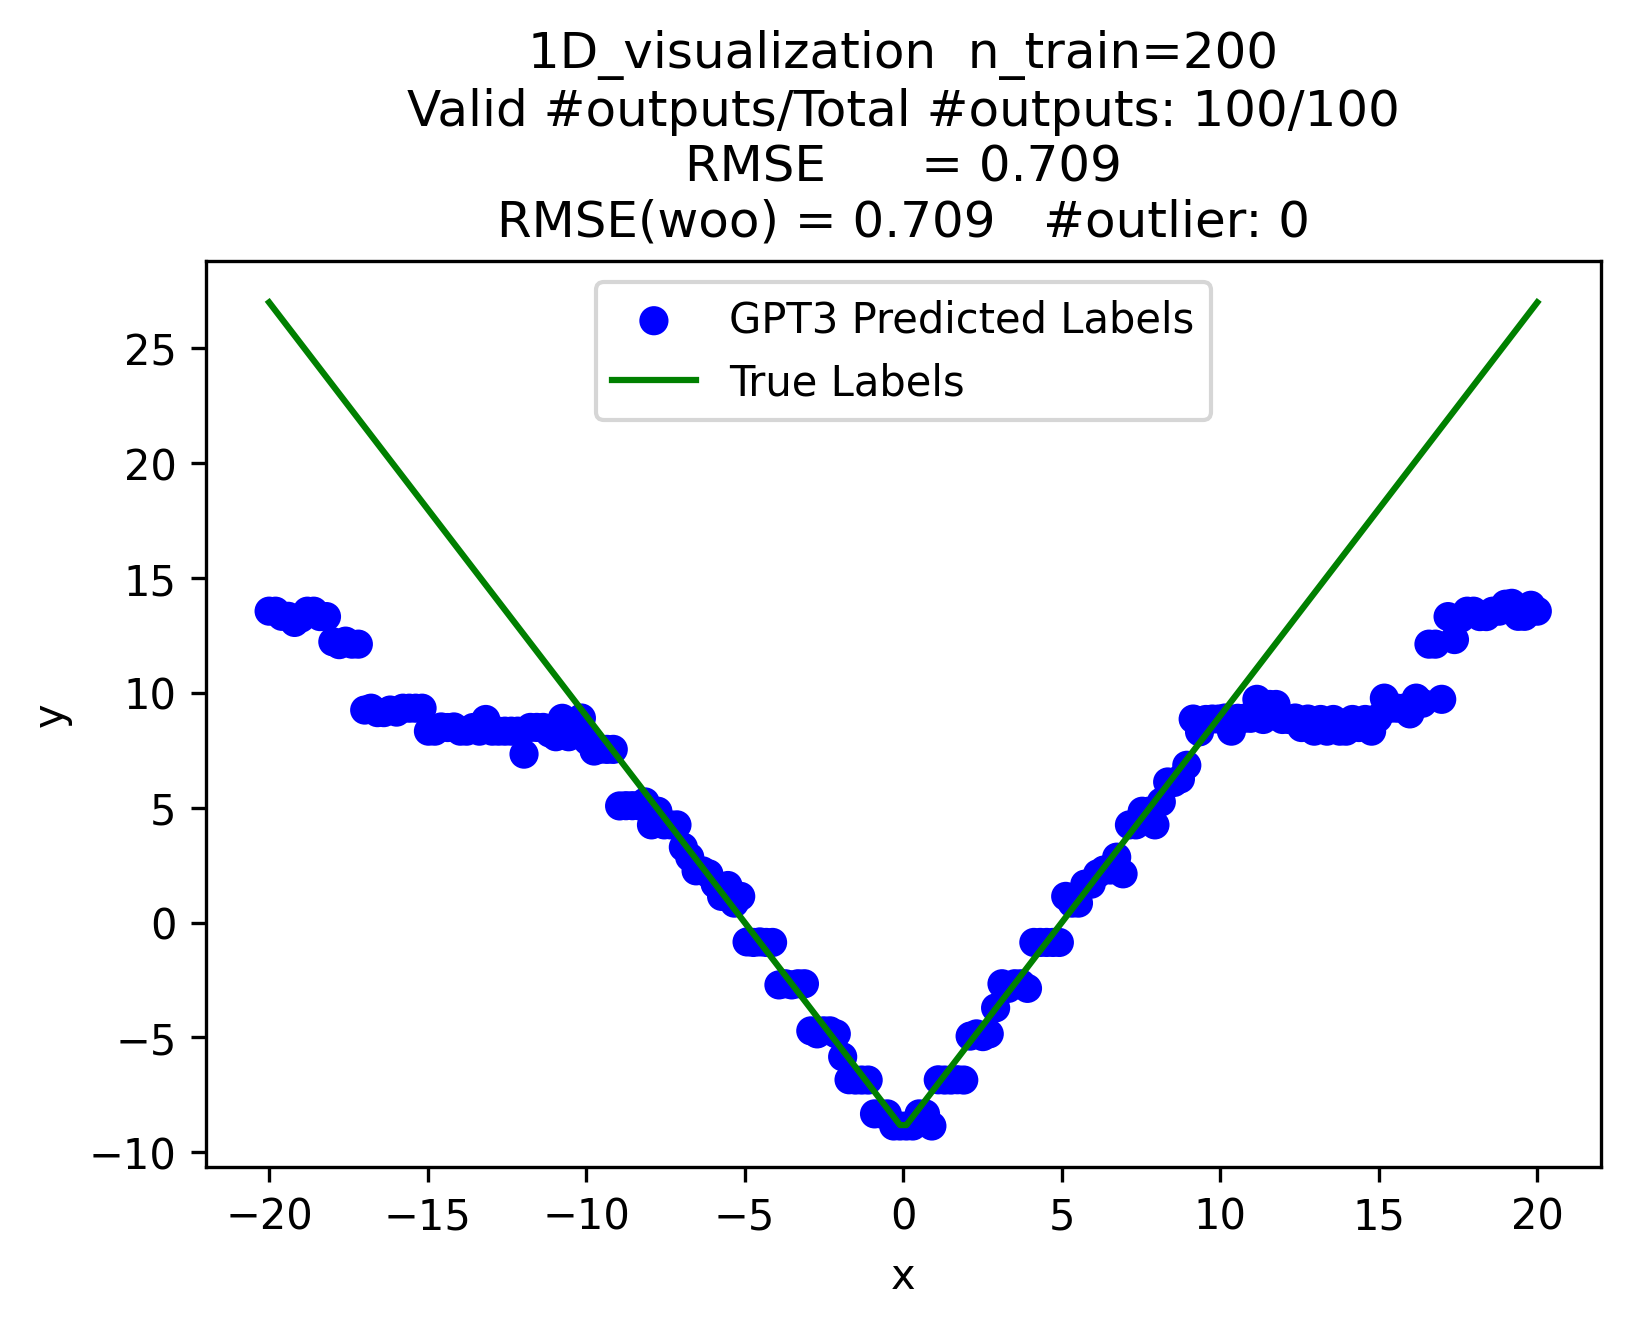 1D_visualization  n_train=200
Valid #outputs/Total #outputs: 100/100
RMSE      = 0.709
RMSE(woo) = 0.709   #outlier: 0
GPT3 Predicted Labels
True Labels
25
20
15
10
5
0
−5
−10
y
−20 −15 −10 −5 0 5 10 15 20
x